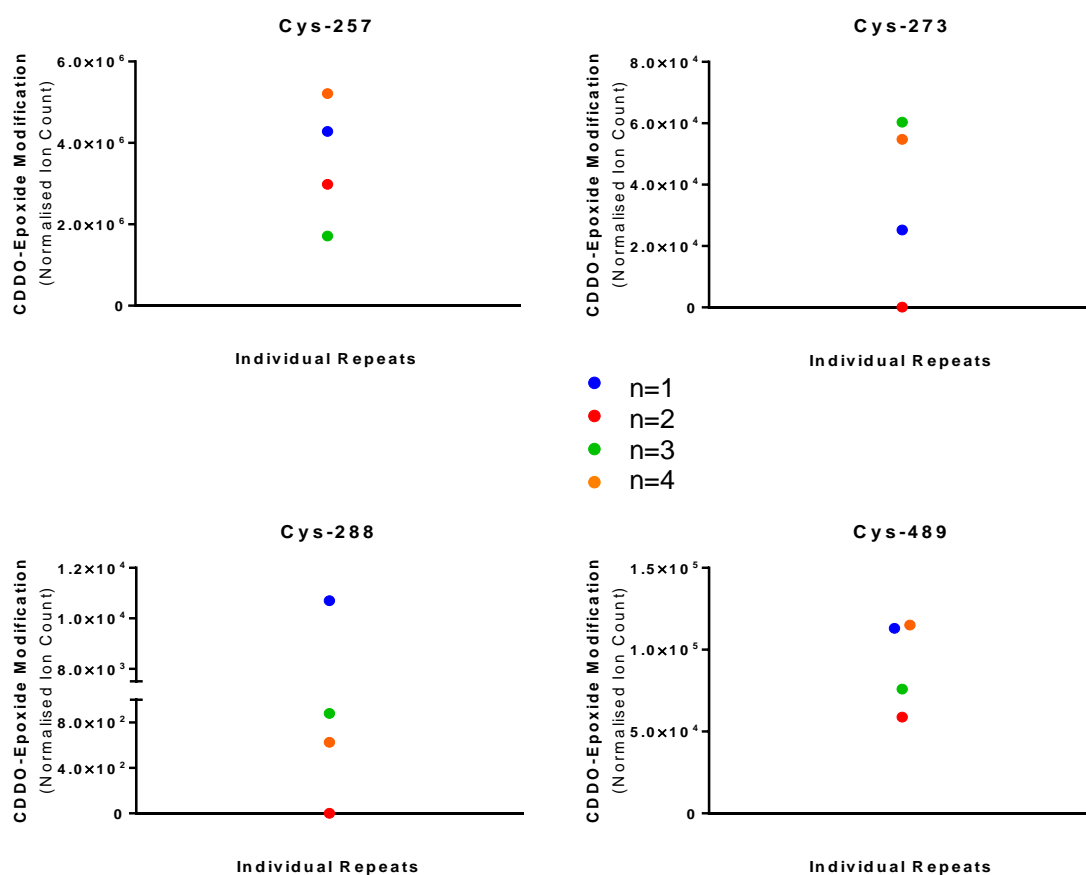 Cys-257
CDDO-Epoxide Modification
(Normalised Ion Count)
6.0×10⁶
4.0×10⁶
2.0×10⁶
0
Individual Repeats
Cys-273
CDDO-Epoxide Modification
(Normalised Ion Count)
8.0×10⁴
6.0×10⁴
4.0×10⁴
2.0×10⁴
0
Individual Repeats
n=1
n=2
n=3
n=4
Cys-288
CDDO-Epoxide Modification
(Normalised Ion Count)
1.2×10⁴
1.0×10⁴
8.0×10³
8.0×10²
4.0×10²
0
Individual Repeats
Cys-489
CDDO-Epoxide Modification
(Normalised Ion Count)
1.5×10⁵
1.0×10⁵
5.0×10⁴
0
Individual Repeats